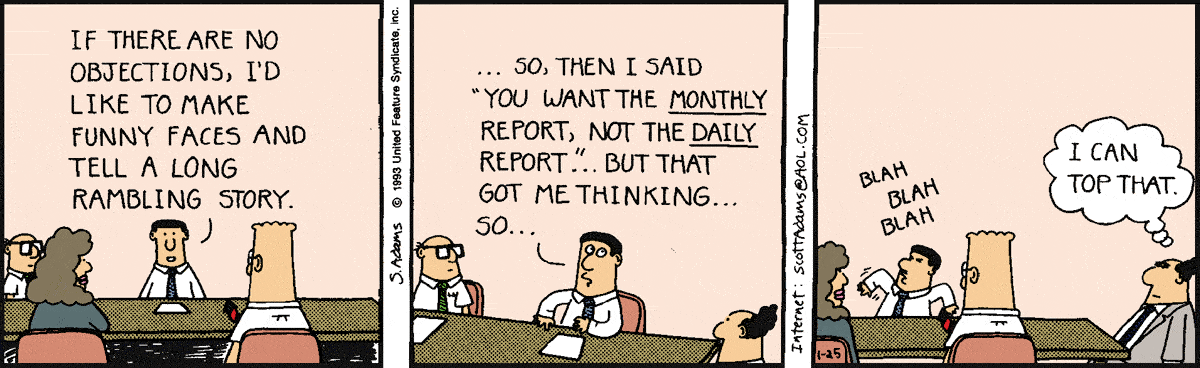 IF THERE ARE NO
OBJECTIONS, I'D
LIKE TO MAKE
FUNNY FACES AND
TELL A LONG
RAMBLING STORY.
S.Adams © 1993 United Feature Syndicate, Inc.
... SO, THEN I SAID
"YOU WANT THE MONTHLY
REPORT, NOT THE DAILY
REPORT."... BUT THAT
GOT ME THINKING...
SO...
Internet: SCOTTADAMS@AOL.COM
BLAH
BLAH
BLAH
I CAN
TOP THAT.
1-25